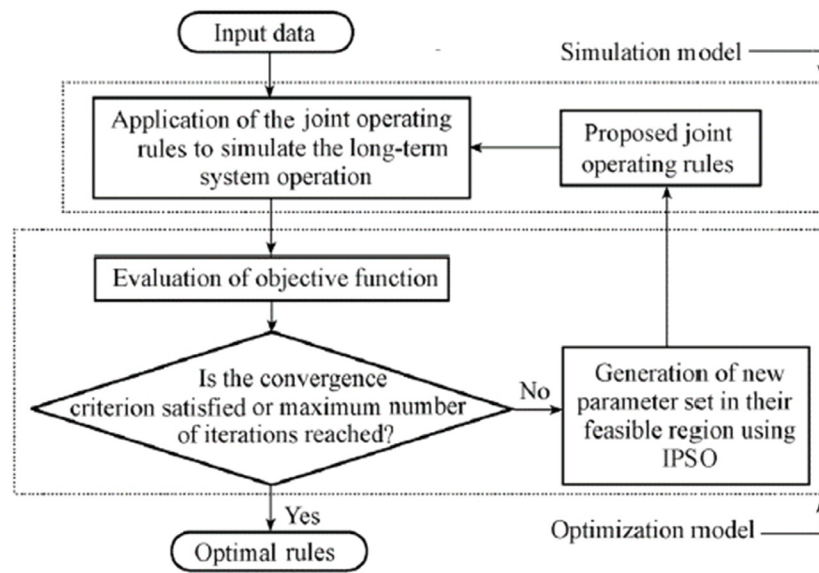 Input data
Simulation model
Application of the joint operating
rules to simulate the long-term
system operation
Proposed joint
operating rules
Evaluation of objective function
Is the convergence
criterion satisfied or maximum number
of iterations reached?
No
Generation of new
parameter set in their
feasible region using
IPSO
Yes
Optimal rules
Optimization model